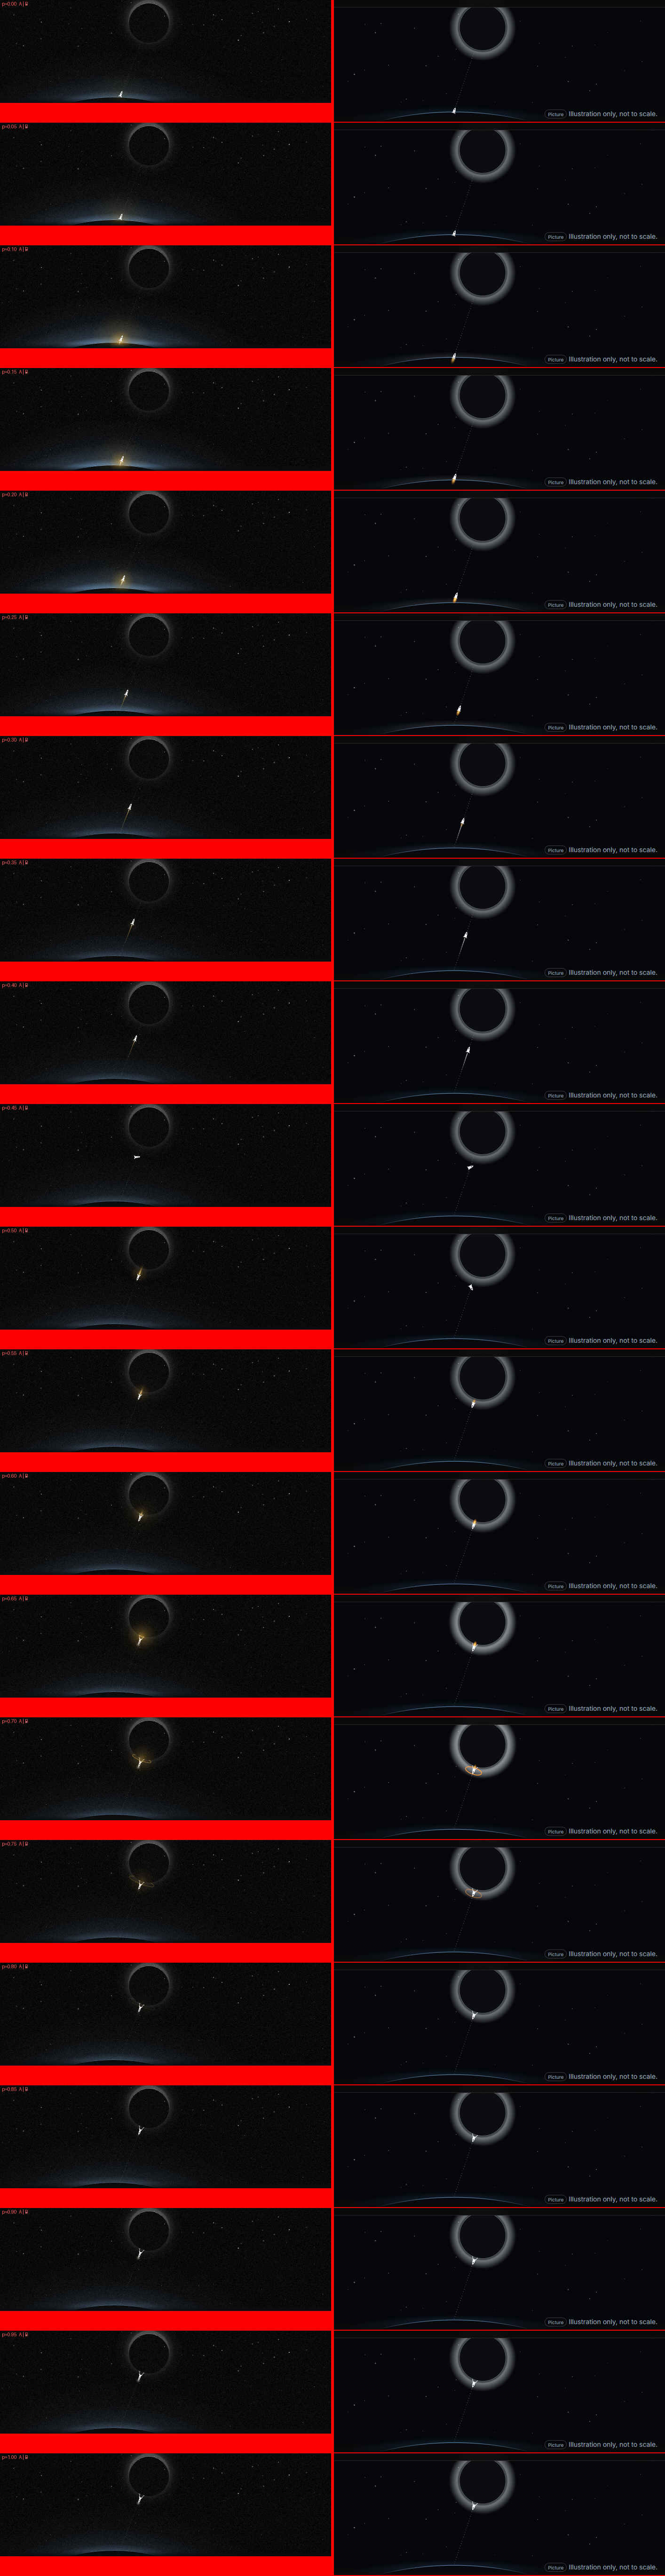 p=0.00
Picture Illustration only, not to scale.
p=0.05
Picture Illustration only, not to scale.
p=0.10
Picture Illustration only, not to scale.
p=0.15
Picture Illustration only, not to scale.
p=0.20
Picture Illustration only, not to scale.
p=0.25
Picture Illustration only, not to scale.
p=0.30
Picture Illustration only, not to scale.
p=0.35
Picture Illustration only, not to scale.
p=0.40
Picture Illustration only, not to scale.
p=0.45
Picture Illustration only, not to scale.
p=0.50
Picture Illustration only, not to scale.
p=0.55
Picture Illustration only, not to scale.
p=0.60
Picture Illustration only, not to scale.
p=0.65
Picture Illustration only, not to scale.
p=0.70
Picture Illustration only, not to scale.
p=0.75
Picture Illustration only, not to scale.
p=0.80
Picture Illustration only, not to scale.
p=0.85
Picture Illustration only, not to scale.
p=0.90
Picture Illustration only, not to scale.
p=0.95
Picture Illustration only, not to scale.
p=1.00
Picture Illustration only, not to scale.